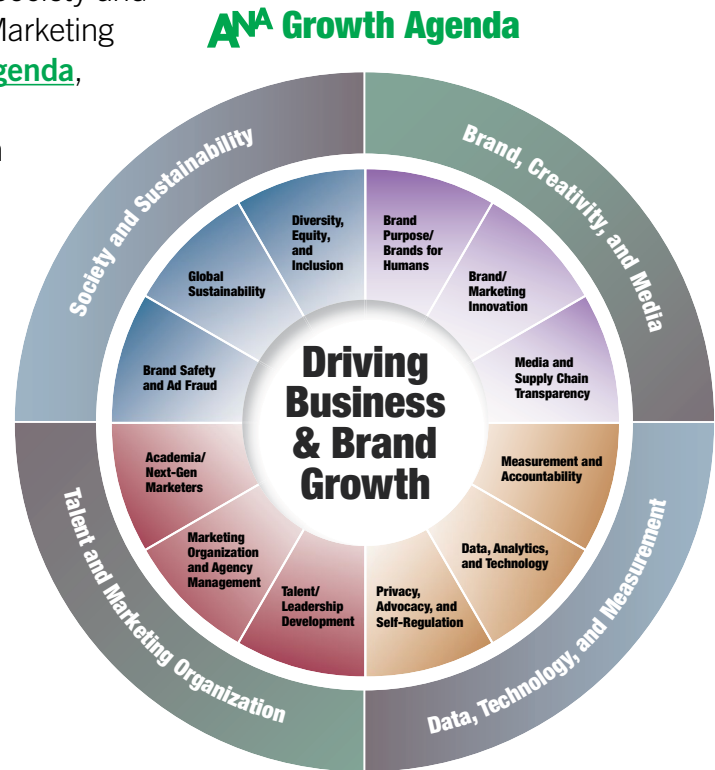 ociety and
Marketing
genda,
ANA Growth Agenda
Society and Sustainability
Brand, Creativity, and Media
Diversity,
Equity,
and
Inclusion
Brand
Purpose/
Brands for
Humans
Global
Sustainability
Brand/
Marketing
Innovation
Brand Safety
and Ad Fraud
Media and
Supply Chain
Transparency
Driving
Business
& Brand
Growth
Academia/
Next-Gen
Marketers
Measurement and
Accountability
Marketing
Organization
and Agency
Management
Data, Analytics,
and Technology
Talent/
Leadership
Development
Privacy,
Advocacy, and
Self-Regulation
Talent and Marketing Organization
Data, Technology, and Measurement